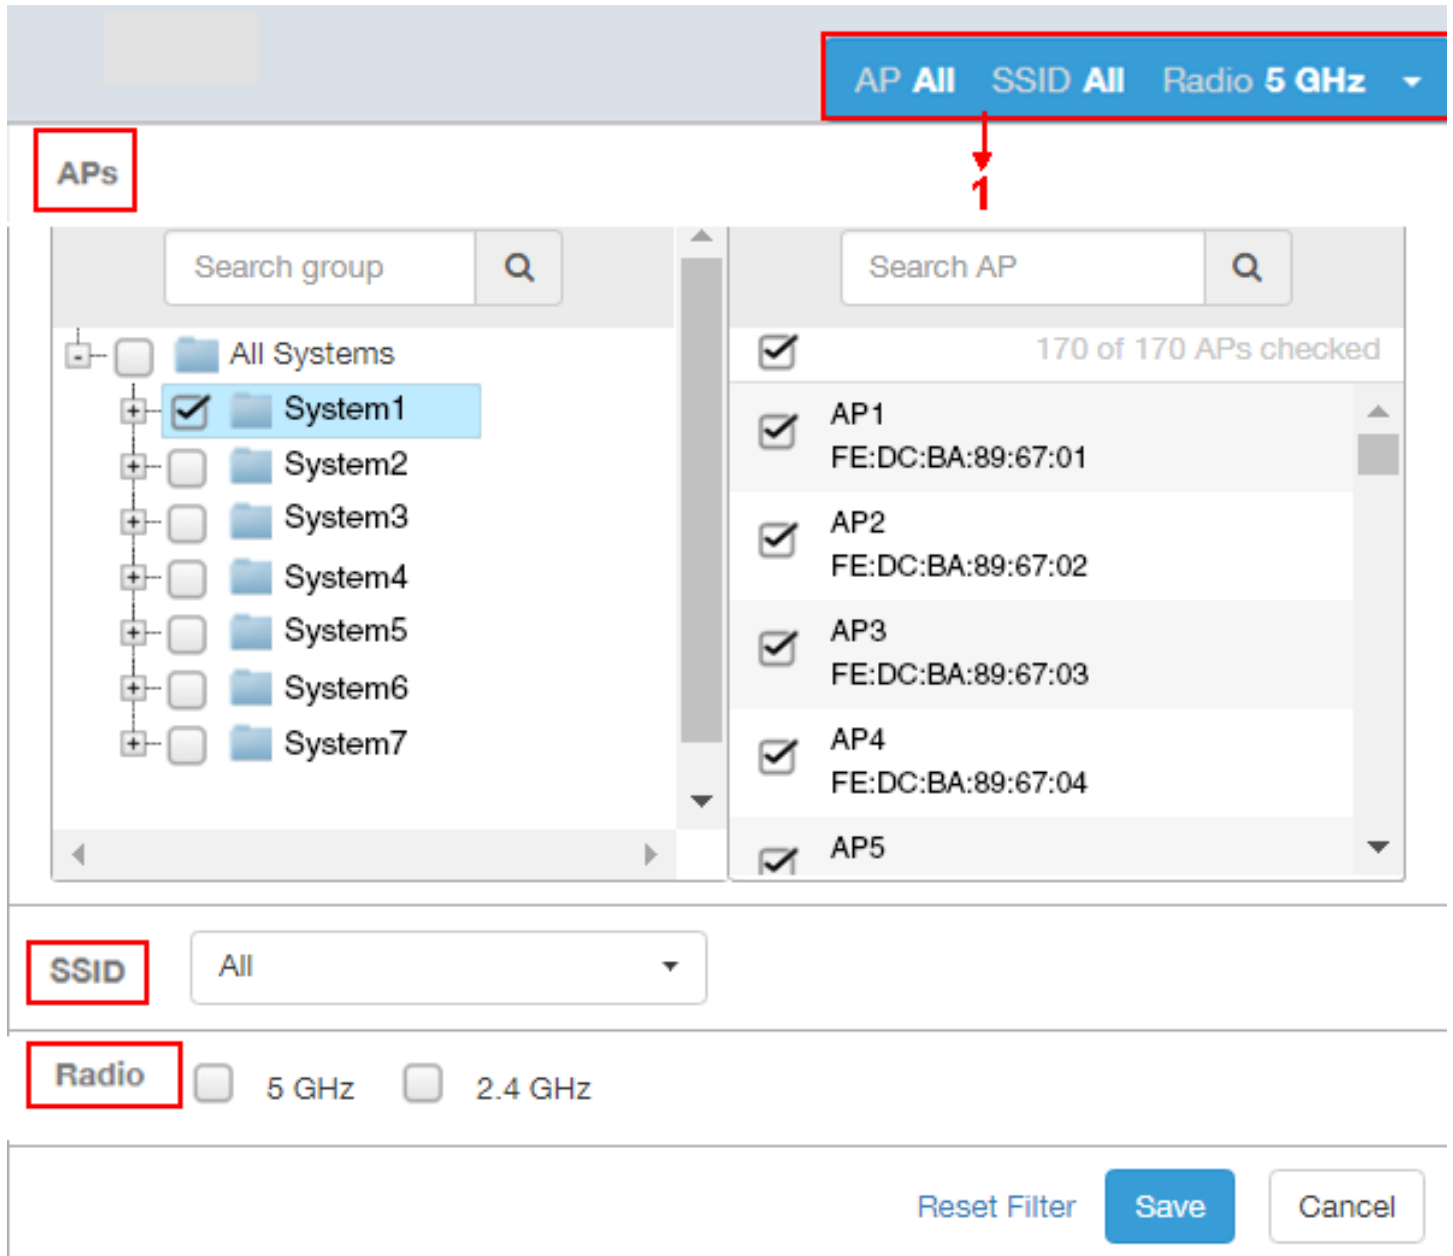 AP All SSID All Radio 5 GHz
1
APs
Search group
Search AP
All Systems
System1
System2
System3
System4
System5
System6
System7
170 of 170 APs checked
AP1
FE:DC:BA:89:67:01
AP2
FE:DC:BA:89:67:02
AP3
FE:DC:BA:89:67:03
AP4
FE:DC:BA:89:67:04
AP5
SSID
All
Radio
5 GHz
2.4 GHz
Reset Filter
Save
Cancel